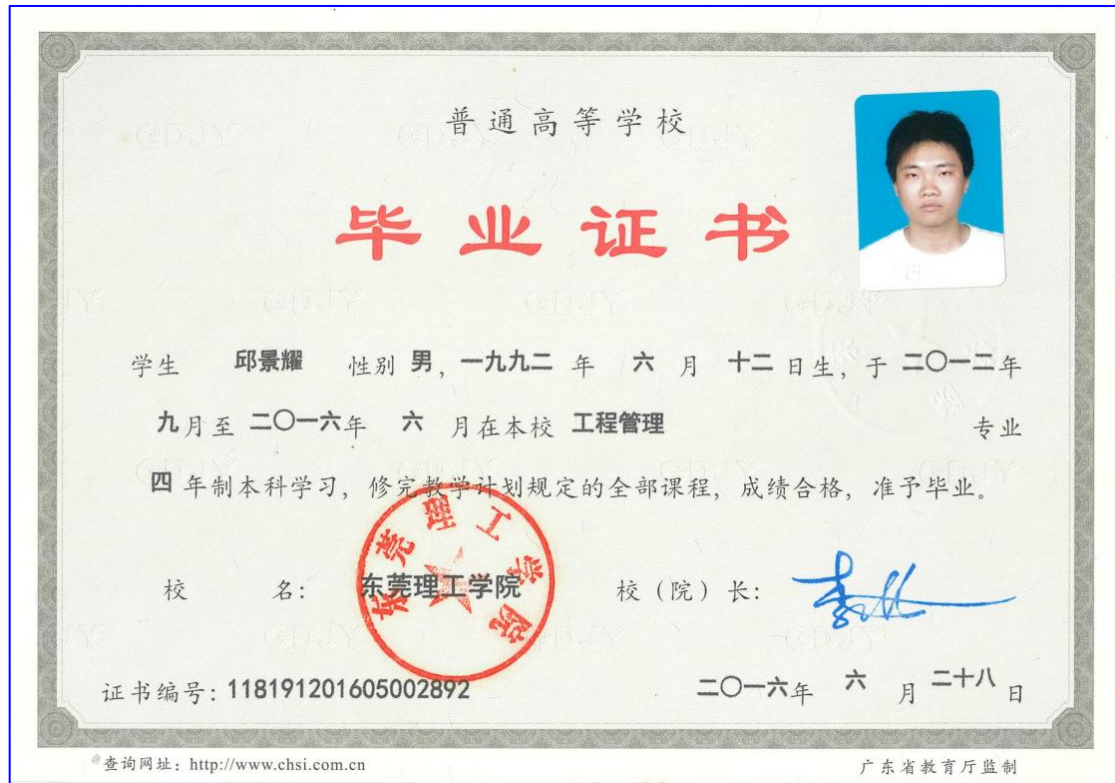 普通高等学校
毕业证书
学生 邱景耀 性别 男，一九九二 年 六 月 十二 日生，于 二〇一二年
九月至 二〇一六年 六 月在本校 工程管理 专业
四 年制本科学习，修完教学计划规定的全部课程，成绩合格，准予毕业。
校 名： 东莞理工学院 校（院）长：
东莞理工学院
证书编号：118191201605002892 二〇一六年 六 月 二十八 日
查询网址：http://www.chsi.com.cn 广东省教育厅监制